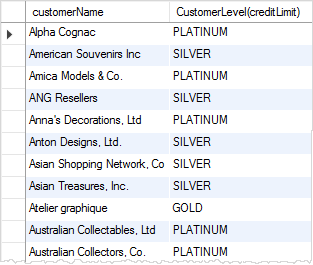 customerName CustomerLevel(creditLimit)
Alpha Cognac PLATINUM
American Souvenirs Inc SILVER
Amica Models & Co. PLATINUM
ANG Resellers SILVER
Anna's Decorations, Ltd PLATINUM
Anton Designs, Ltd. SILVER
Asian Shopping Network, Co SILVER
Asian Treasures, Inc. SILVER
Atelier graphique GOLD
Australian Collectables, Ltd PLATINUM
Australian Collectors, Co. PLATINUM